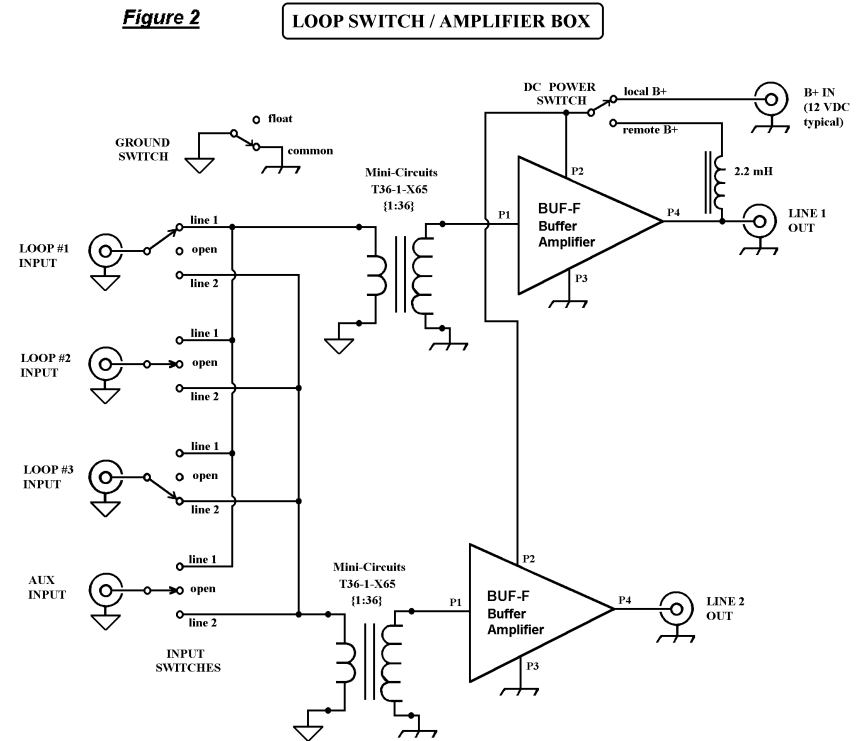 Figure 2
LOOP SWITCH / AMPLIFIER BOX
DC POWER
SWITCH
local B+
remote B+
B+ IN
(12 VDC
typical)
float
GROUND
SWITCH
common
Mini-Circuits
T36-1-X65
{1:36}
P2
2.2 mH
P1
BUF-F
Buffer
Amplifier
P4
LINE 1
OUT
P3
LOOP #1
INPUT
line 1
open
line 2
LOOP #2
INPUT
line 1
open
line 2
LOOP #3
INPUT
line 1
open
line 2
AUX
INPUT
line 1
open
line 2
INPUT
SWITCHES
Mini-Circuits
T36-1-X65
{1:36}
P2
P1
BUF-F
Buffer
Amplifier
P4
LINE 2
OUT
P3